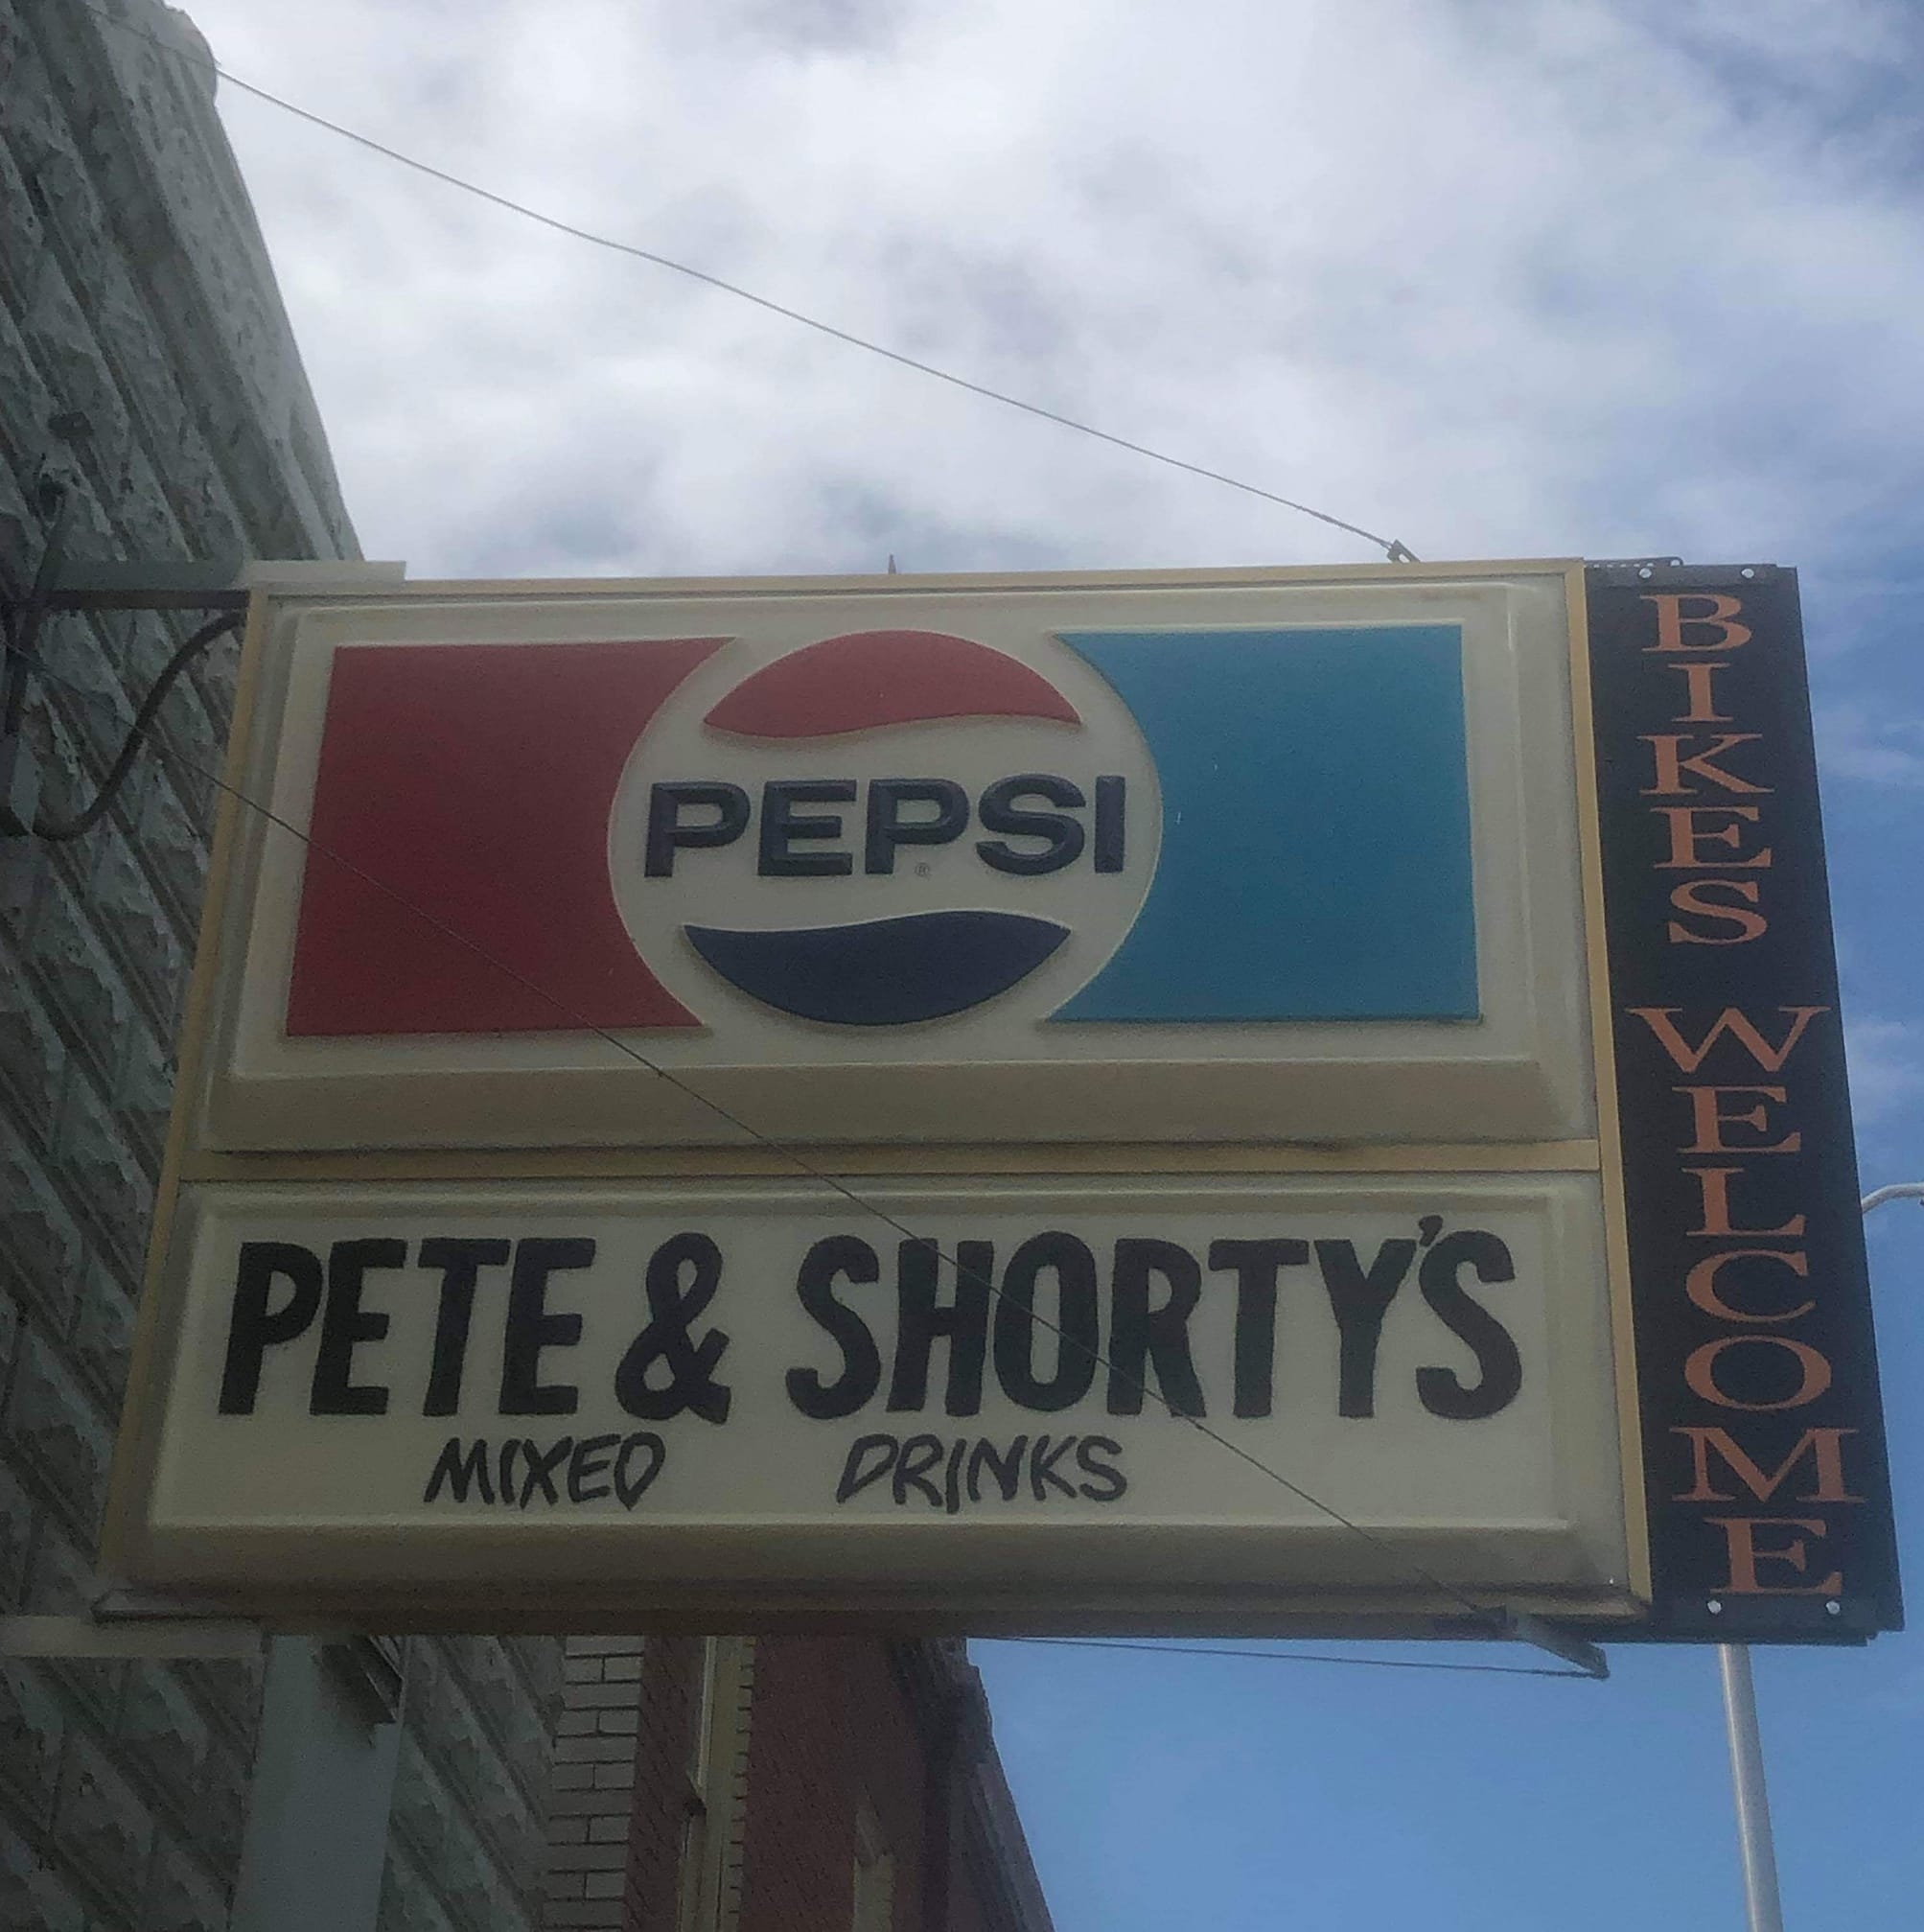 PEPSI
®
PETE & SHORTY'S
MIXED DRINKS
BIKES WELCOME